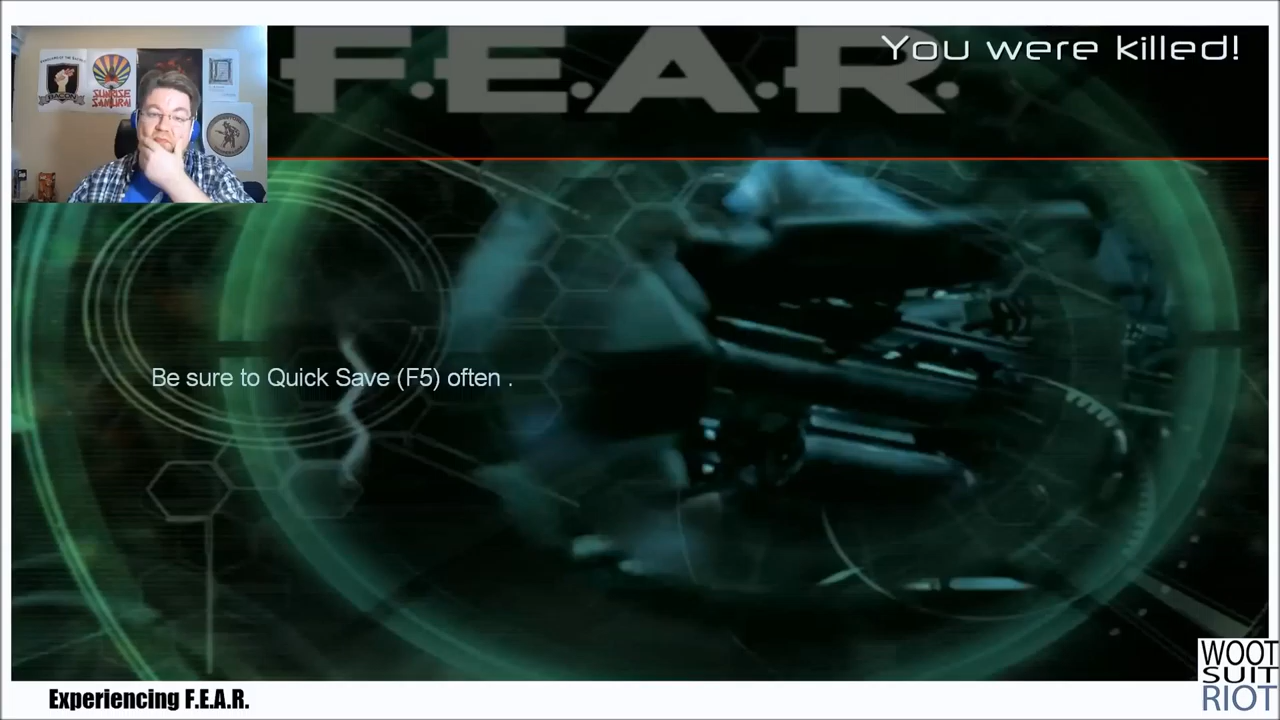 F.E.A.R.
You were killed!
SUNRISE
SAMURAI
Be sure to Quick Save (F5) often .
Experiencing F.E.A.R.
WOOT
SUIT
RIOT